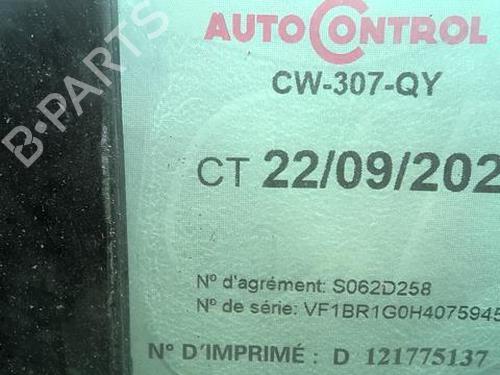 AUTOCONTROL
CW-307-QY
CT 22/09/202
N° d'agrément: S062D258
N° de série: VF1BR1G0H4075945
N° D'IMPRIMÉ : D 121775137
B-PARTS